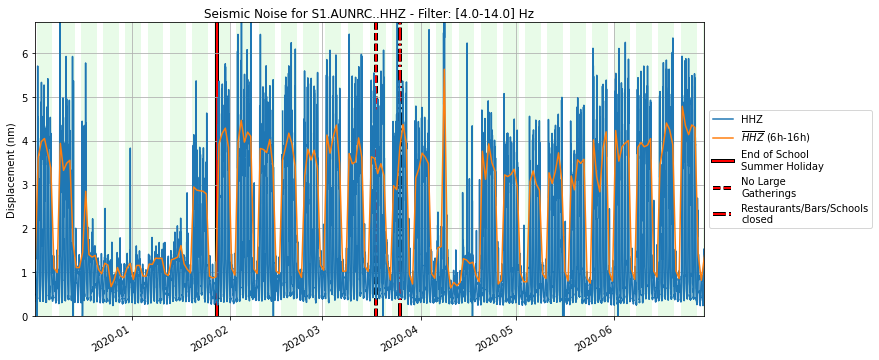 Seismic Noise for S1.AUNRC..HHZ - Filter: [4.0-14.0] Hz
Displacement (nm)
6
5
4
3
2
1
0
2020-01
2020-02
2020-03
2020-04
2020-05
2020-06
HHZ
HHZ (6h-16h)
End of School
Summer Holiday
No Large
Gatherings
Restaurants/Bars/Schools
closed